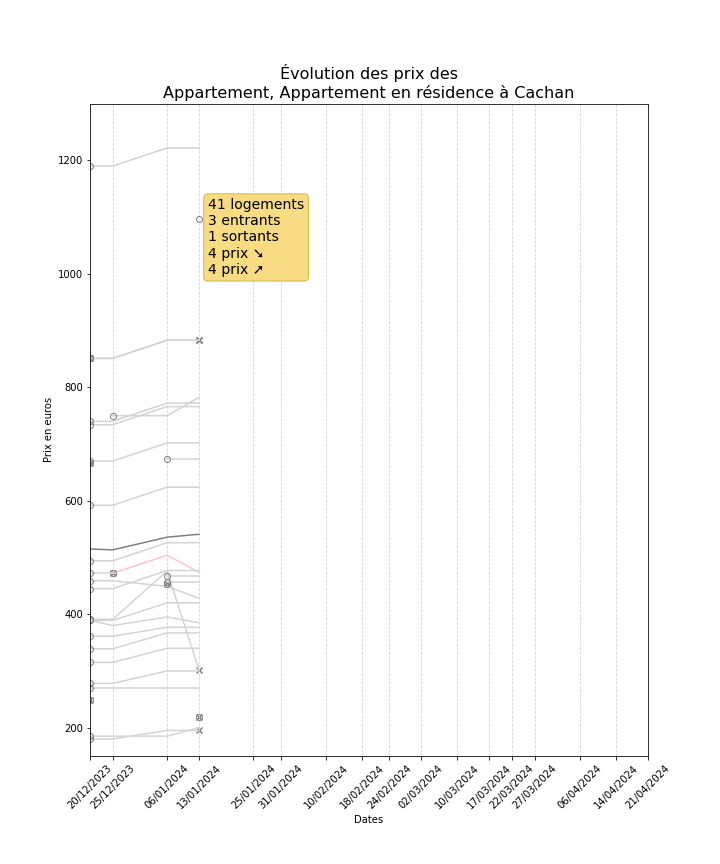 Évolution des prix des
Appartement, Appartement en résidence à Cachan
Prix en euros
1200
1000
800
600
400
200
41 logements
3 entrants
1 sortants
4 prix ➘
4 prix ➚
20/12/2023
25/12/2023
06/01/2024
13/01/2024
25/01/2024
31/01/2024
10/02/2024
18/02/2024
24/02/2024
02/03/2024
10/03/2024
17/03/2024
22/03/2024
27/03/2024
06/04/2024
14/04/2024
21/04/2024
Dates